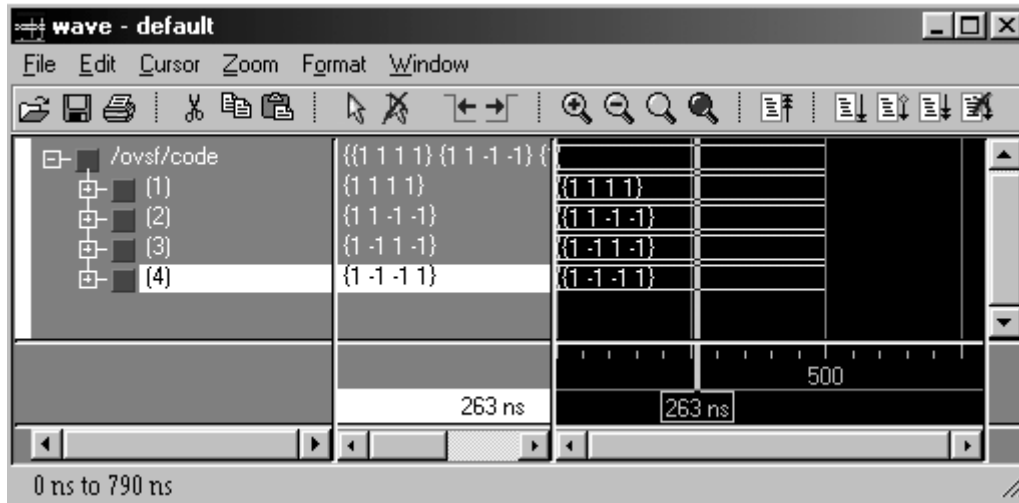 wave - default
File Edit Cursor Zoom Format Window
/ovsf/code {{1 1 1 1} {1 1 -1 -1} {
(1) {1 1 1 1} {{1 1 1 1}
(2) {1 1 -1 -1} {{1 1 -1 -1}
(3) {1 -1 1 -1} {{1 -1 1 -1}
(4) {1 -1 -1 1} {{1 -1 -1 1}
500
263 ns 263 ns
0 ns to 790 ns